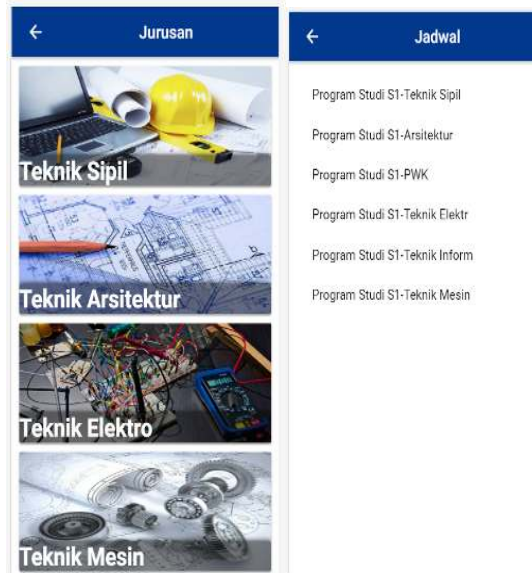 Jurusan
Teknik Sipil
Teknik Arsitektur
Teknik Elektro
Teknik Mesin
Jadwal
Program Studi S1-Teknik Sipil
Program Studi S1-Arsitektur
Program Studi S1-PWK
Program Studi S1-Teknik Elektr
Program Studi S1-Teknik Inform
Program Studi S1-Teknik Mesin